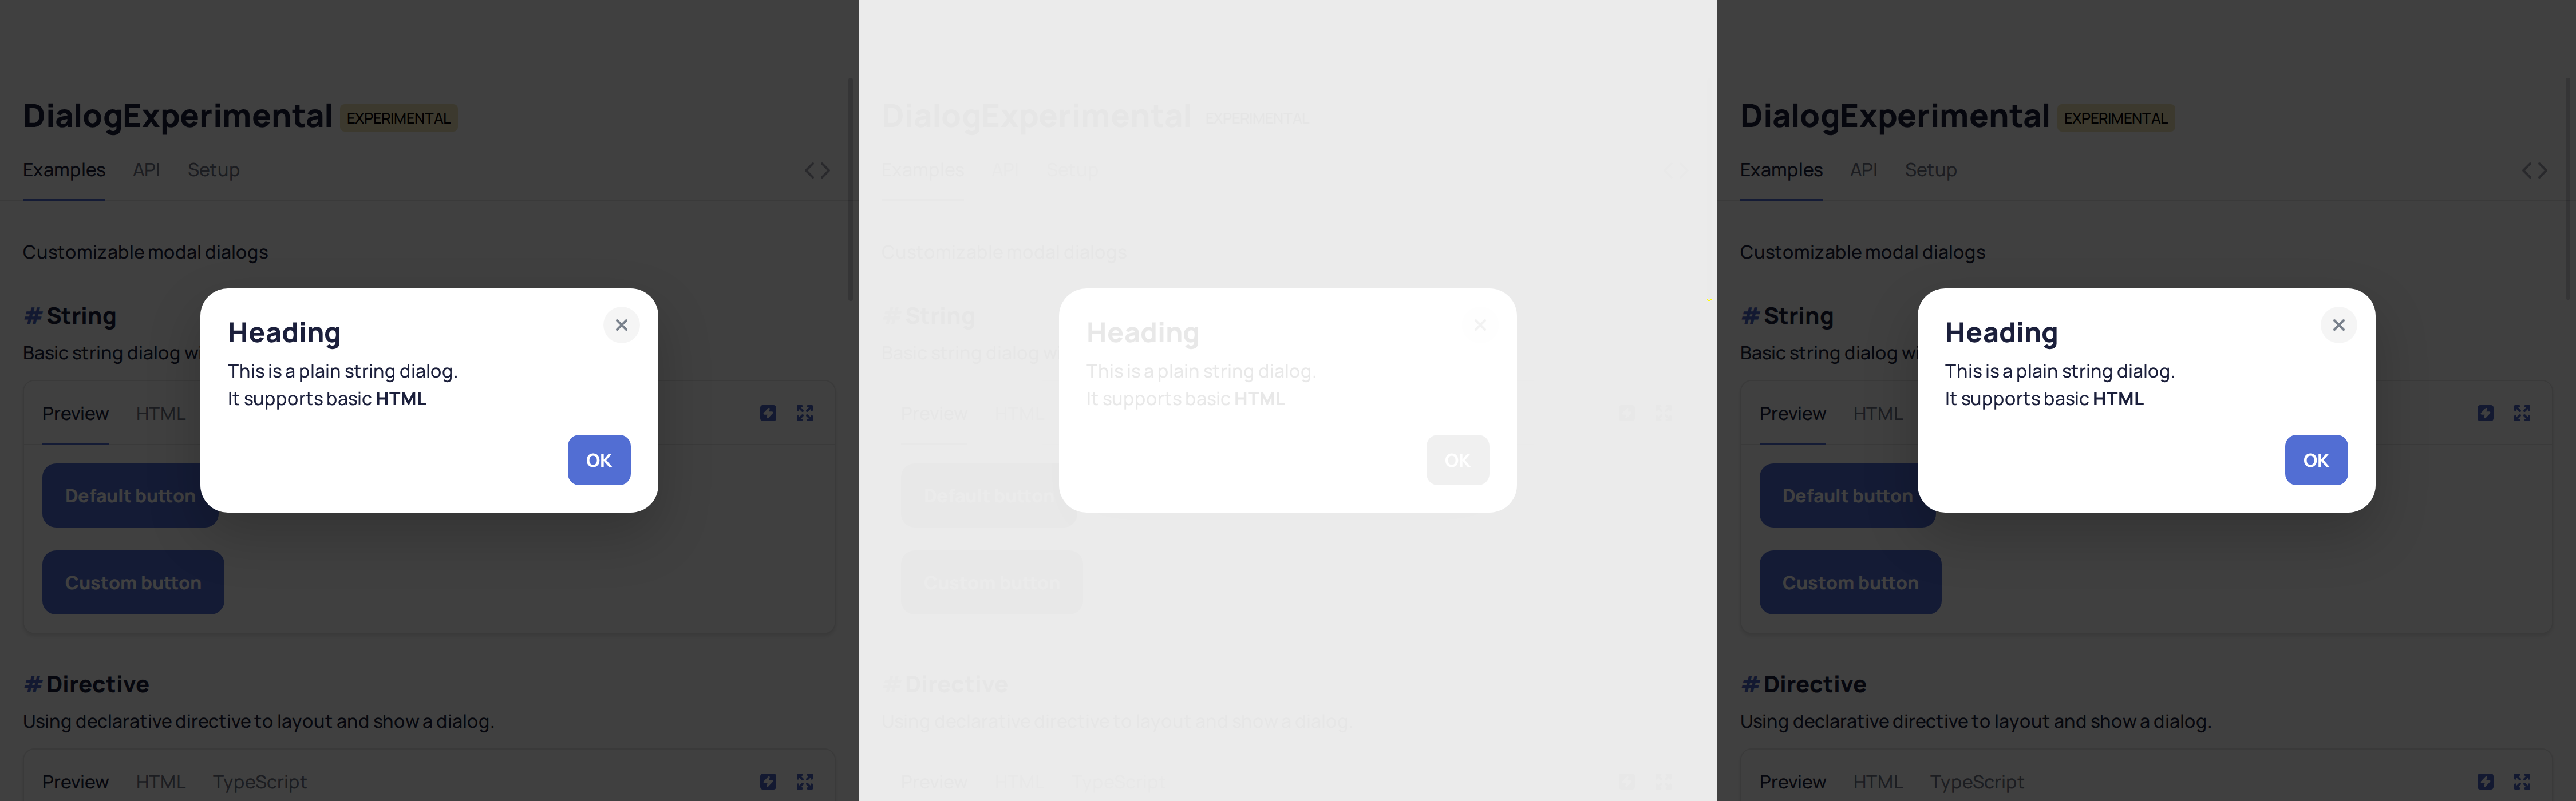 DialogExperimental EXPERIMENTAL
Examples API Setup
Customizable modal dialogs
#String
Basic string dialog wi
Heading
This is a plain string dialog.
It supports basic HTML
OK
Preview HTML
Default button
Custom button
#Directive
Using declarative directive to layout and show a dialog.
Preview HTML TypeScript
DialogExperimental EXPERIMENTAL
Examples API Setup
Customizable modal dialogs
#String
Basic string dialog wi
Heading
This is a plain string dialog.
It supports basic HTML
OK
Preview HTML
Default button
Custom button
#Directive
Using declarative directive to layout and show a dialog.
Preview HTML TypeScript
DialogExperimental EXPERIMENTAL
Examples API Setup
Customizable modal dialogs
#String
Basic string dialog wi
Heading
This is a plain string dialog.
It supports basic HTML
OK
Preview HTML
Default button
Custom button
#Directive
Using declarative directive to layout and show a dialog.
Preview HTML TypeScript